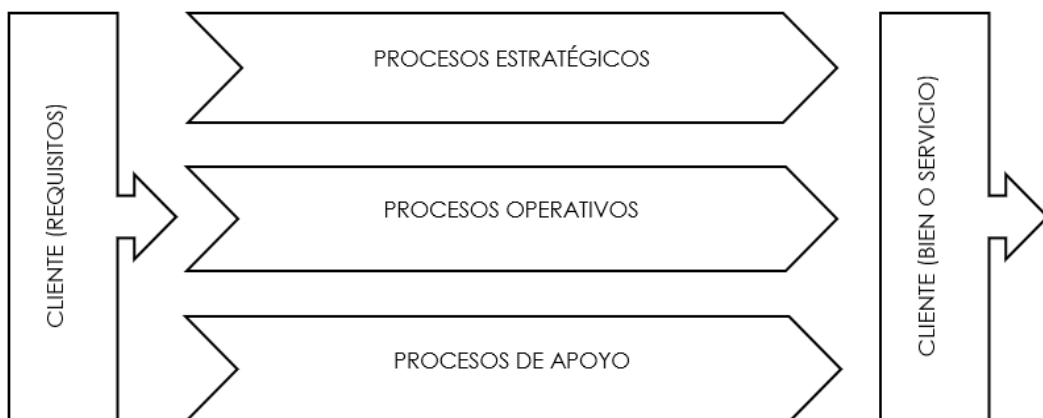 CLIENTE (REQUISITOS)
PROCESOS ESTRATÉGICOS
PROCESOS OPERATIVOS
PROCESOS DE APOYO
CLIENTE (BIEN O SERVICIO)